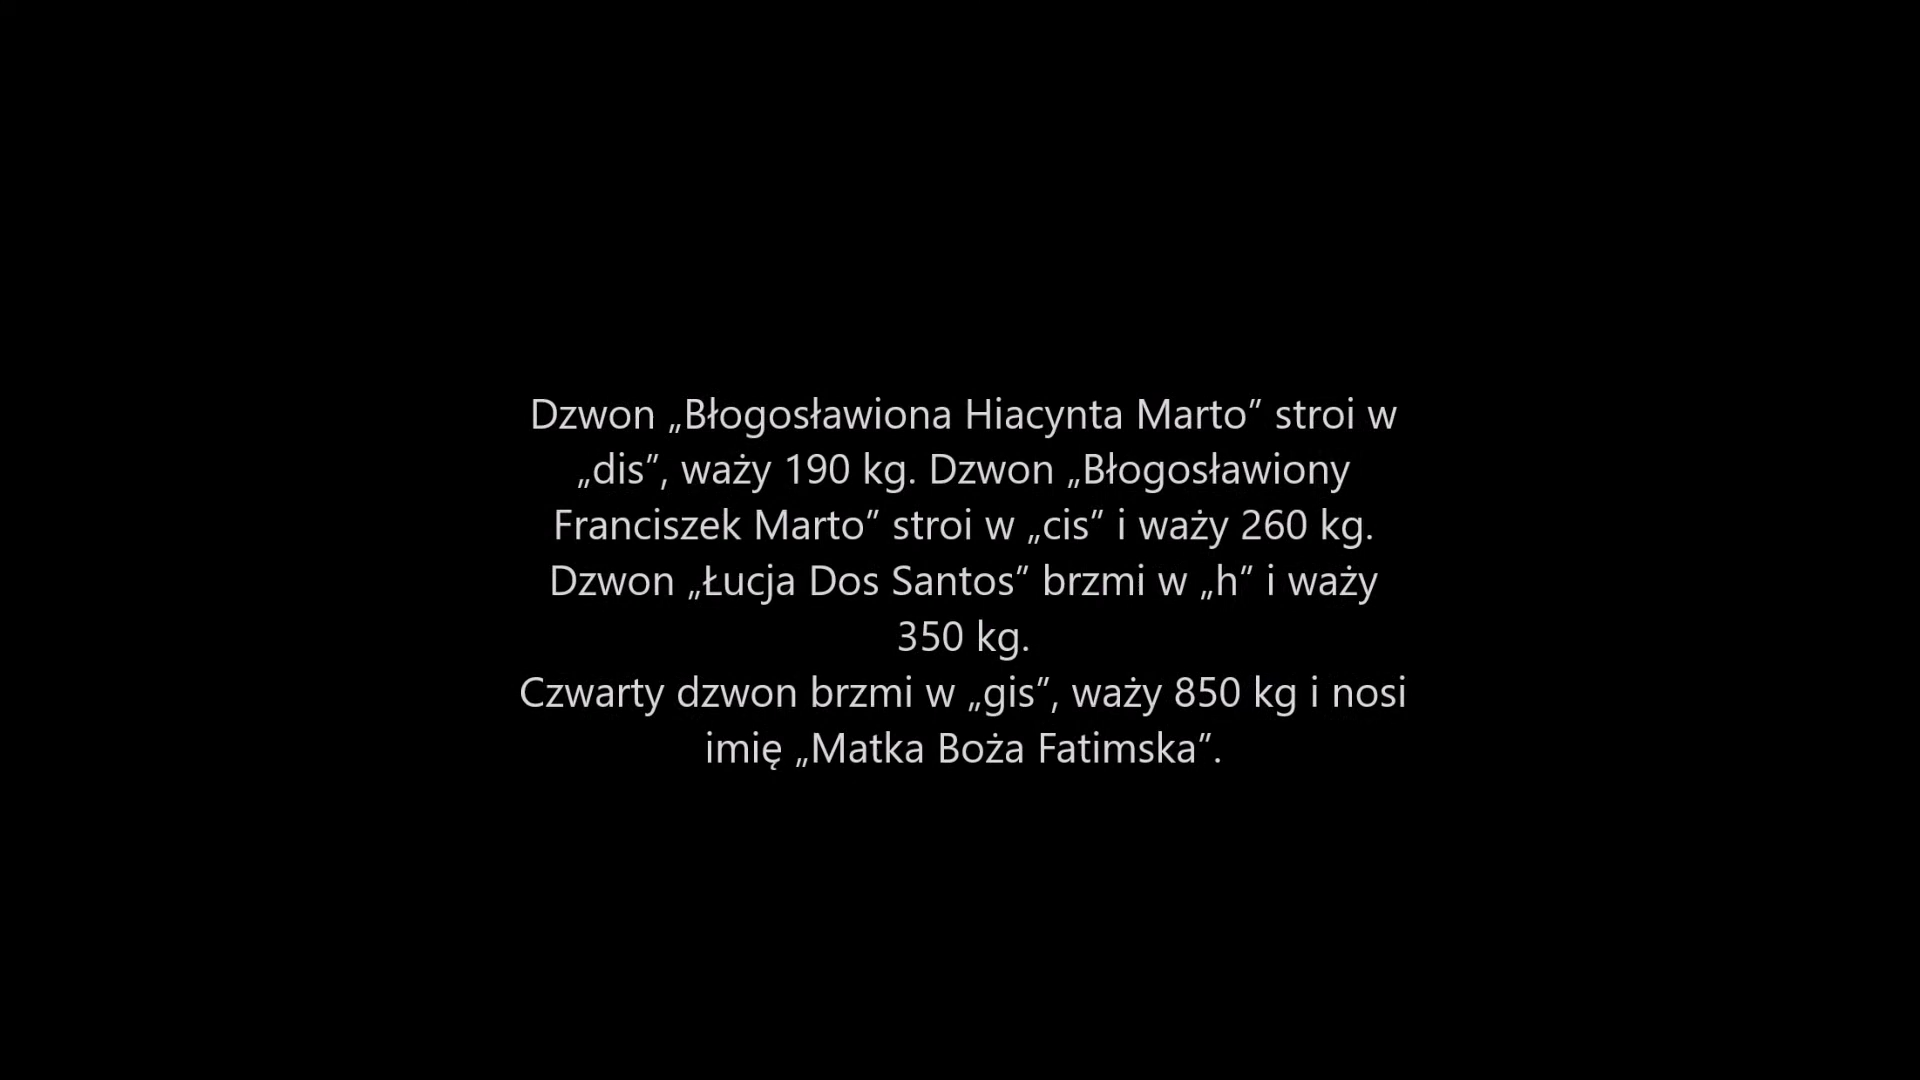 Dzwon „Błogosławiona Hiacynta Marto” stroi w
„dis”, waży 190 kg. Dzwon „Błogosławiony
Franciszek Marto” stroi w „cis” i waży 260 kg.
Dzwon „Łucja Dos Santos” brzmi w „h” i waży
350 kg.
Czwarty dzwon brzmi w „gis”, waży 850 kg i nosi
imię „Matka Boża Fatimska”.